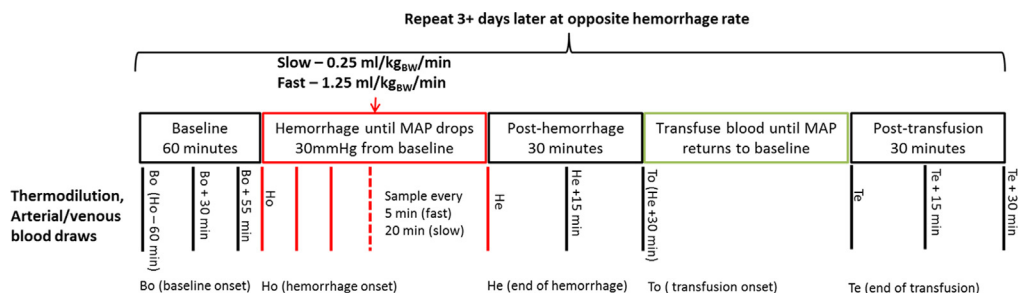 Repeat 3+ days later at opposite hemorrhage rate
Slow – 0.25 ml/kgBW/min
Fast – 1.25 ml/kgBW/min
Baseline
60 minutes
Hemorrhage until MAP drops
30mmHg from baseline
Post-hemorrhage
30 minutes
Transfuse blood until MAP
returns to baseline
Post-transfusion
30 minutes
Thermodilution,
Arterial/venous
blood draws
Bo (Ho – 60
min)
Bo + 30 min
Bo + 55 min
Ho
Sample every
5 min (fast)
20 min (slow)
He
He +15 min
To (He +30 min)
Te
Te + 15 min
Te + 30 min
Bo (baseline onset)
Ho (hemorrhage onset)
He (end of hemorrhage)
To ( transfusion onset)
Te (end of transfusion)